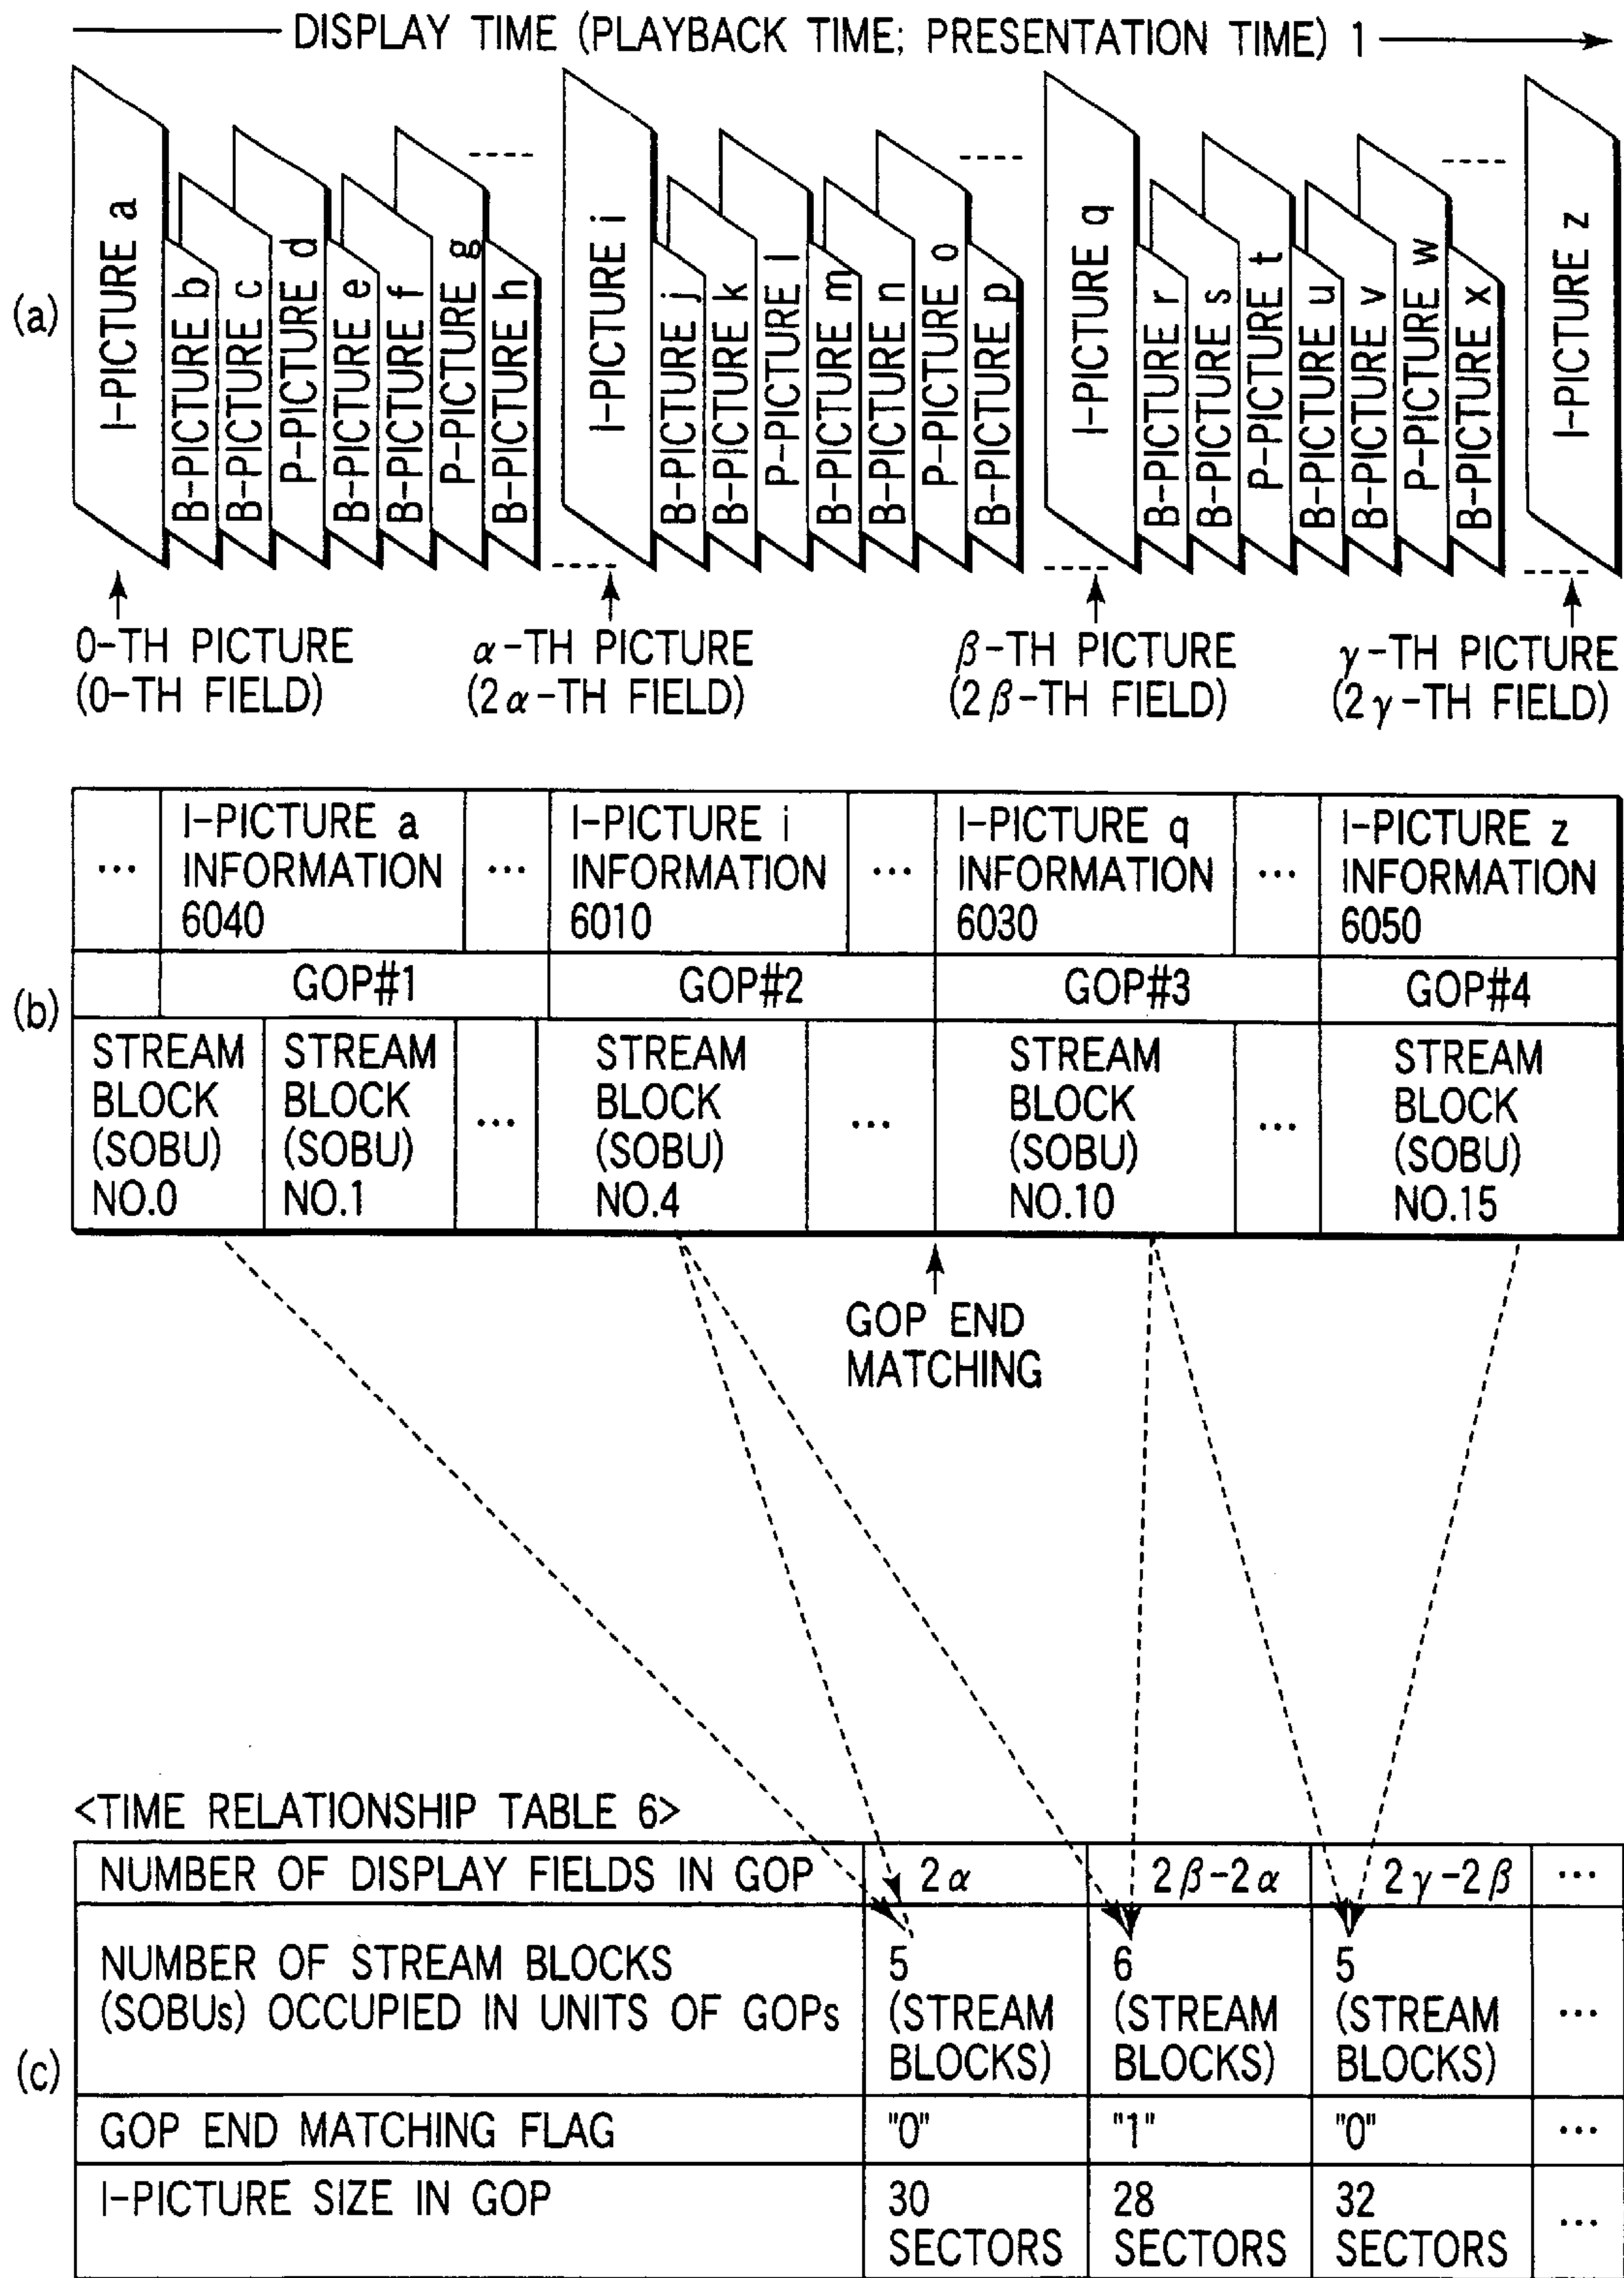 DISPLAY TIME (PLAYBACK TIME; PRESENTATION TIME) 1
(a)
I-PICTURE a
B-PICTURE b
B-PICTURE c
P-PICTURE d
B-PICTURE e
B-PICTURE f
P-PICTURE g
B-PICTURE h
I-PICTURE i
B-PICTURE j
B-PICTURE k
P-PICTURE l
B-PICTURE m
B-PICTURE n
P-PICTURE o
B-PICTURE p
I-PICTURE q
B-PICTURE r
B-PICTURE s
P-PICTURE t
B-PICTURE u
B-PICTURE v
P-PICTURE w
B-PICTURE x
I-PICTURE z
0-TH PICTURE
(0-TH FIELD)
α-TH PICTURE
(2α-TH FIELD)
β-TH PICTURE
(2β-TH FIELD)
γ-TH PICTURE
(2γ-TH FIELD)
(b)
...
I-PICTURE a
INFORMATION
6040
...
I-PICTURE i
INFORMATION
6010
...
I-PICTURE q
INFORMATION
6030
...
I-PICTURE z
INFORMATION
6050
GOP#1
GOP#2
GOP#3
GOP#4
STREAM
BLOCK
(SOBU)
NO.0
STREAM
BLOCK
(SOBU)
NO.1
...
STREAM
BLOCK
(SOBU)
NO.4
...
STREAM
BLOCK
(SOBU)
NO.10
...
STREAM
BLOCK
(SOBU)
NO.15
GOP END
MATCHING
<TIME RELATIONSHIP TABLE 6>
(c)
NUMBER OF DISPLAY FIELDS IN GOP
2α
2β-2α
2γ-2β
...
NUMBER OF STREAM BLOCKS
(SOBUs) OCCUPIED IN UNITS OF GOPs
5
(STREAM
BLOCKS)
6
(STREAM
BLOCKS)
5
(STREAM
BLOCKS)
...
GOP END MATCHING FLAG
"0"
"1"
"0"
...
I-PICTURE SIZE IN GOP
30
SECTORS
28
SECTORS
32
SECTORS
...